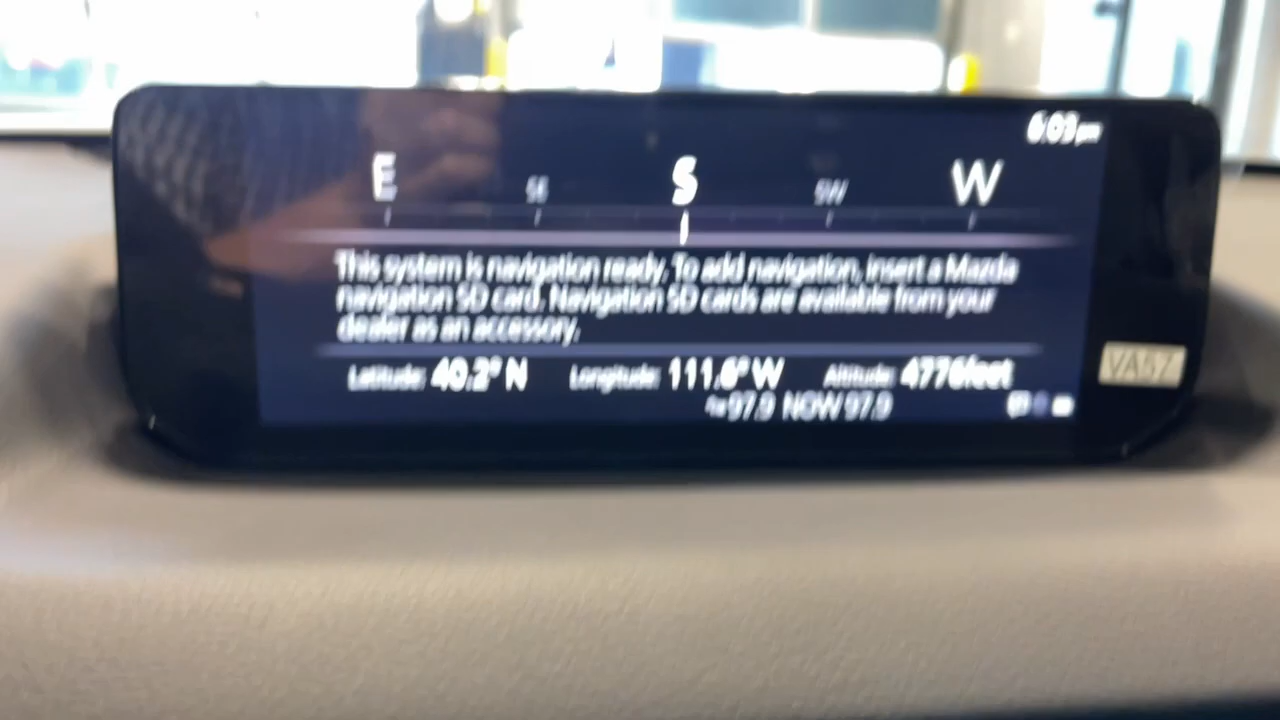 6:03pm
E SE S SW W
This system is navigation ready. To add navigation, insert a Mazda
navigation SD card. Navigation SD cards are available from your
dealer as an accessory.
Latitude: 40.2° N Longitude: 111.6° W Altitude: 4776feet
97.9 NOW 97.9
VA57